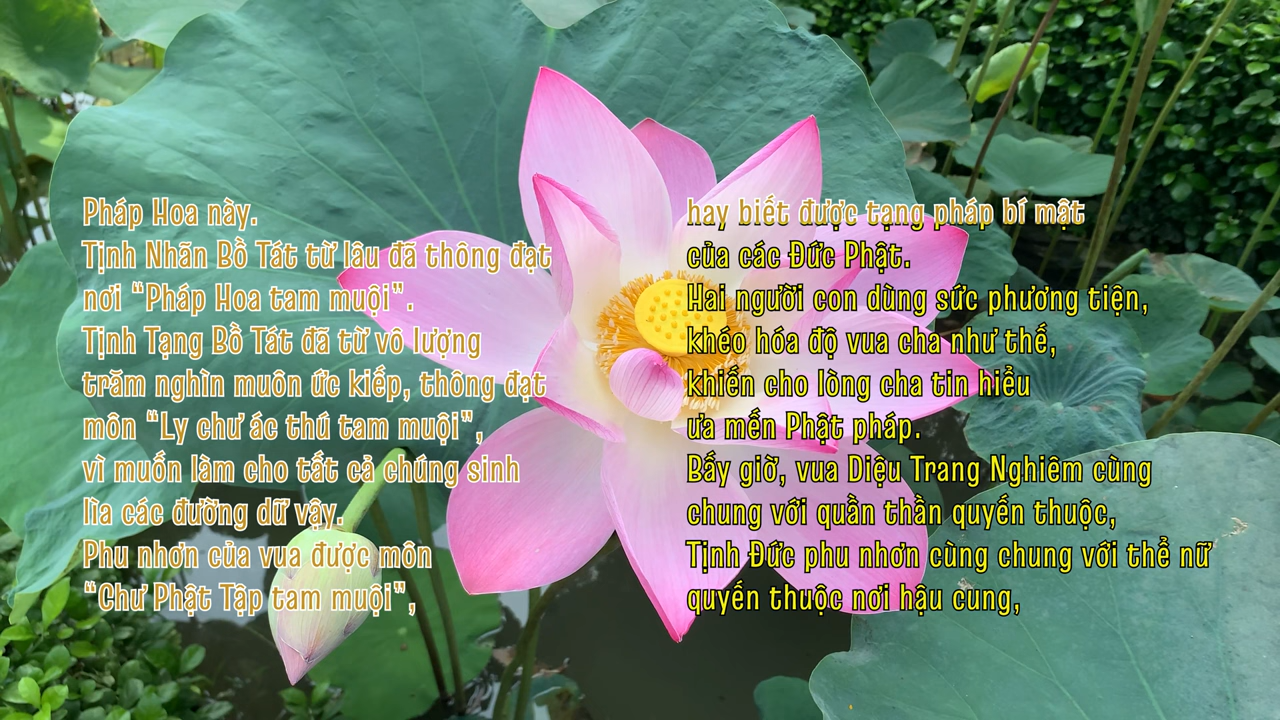 Pháp Hoa này.
Tịnh Nhãn Bồ Tát từ lâu đã thông đạt
nơi “Pháp Hoa tam muội”.
Tịnh Tạng Bồ Tát đã từ vô lượng
trăm nghìn muôn ức kiếp, thông đạt
môn “Ly chư ác thú tam muội”,
vì muốn làm cho tất cả chúng sinh
lìa các đường dữ vậy.
Phu nhơn của vua được môn
“Chư Phật Tập tam muội”,
hay biết được tạng pháp bí mật
của các Đức Phật.
Hai người con dùng sức phương tiện,
khéo hóa độ vua cha như thế,
khiến cho lòng cha tin hiểu
ưa mến Phật pháp.
Bấy giờ, vua Diệu Trang Nghiêm cùng
chung với quần thần quyến thuộc,
Tịnh Đức phu nhơn cùng chung với thể nữ
quyến thuộc nơi hậu cung,